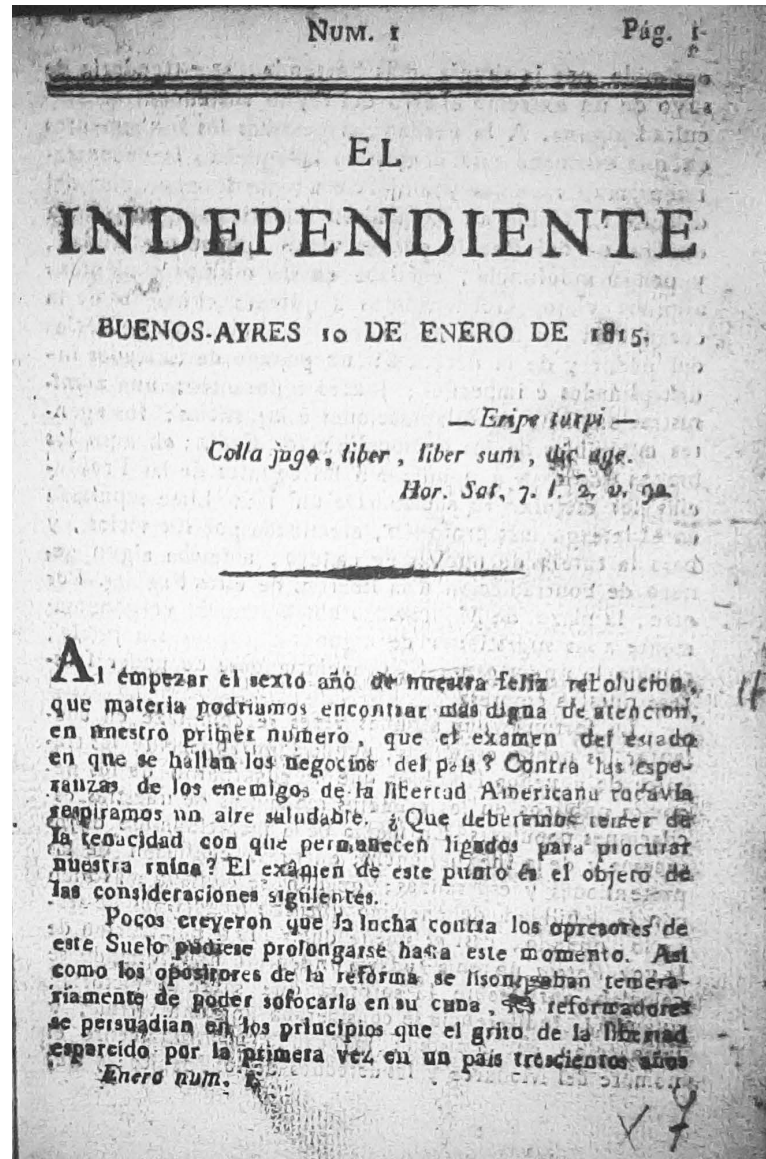 NUM. 1 Pág. 1
EL
INDEPENDIENTE
BUENOS-AYRES 10 DE ENERO DE 1815.
— Eripe turpi —
Colla jugo, liber, liber sum, dic age.
Hor. Sat. 7. l. 2. v. 92.
Al empezar el sexto año de nuestra feliz revolucion,
que materia podriamos encontrar mas digna de atencion,
en nuestro primer numero, que el examen del estado
en que se hallan los negocios del pais? Contra las espe-
ranzas de los enemigos de la libertad Americana todavia
respiramos un aire saludable. ¿Que deberemos temer de
la tenacidad con que permanecen ligados para procurar
nuestra ruina? El exámen de este punto es el objeto de
las consideraciones siguientes.
Pocos creyeron que la lucha contra los opresores de
este Suelo pudiese prolongarse hasta este momento. Asi
como los opositores de la reforma se lisongeaban temera-
riamente de poder sofocarla en su cuna, los reformadores
se persuadian en los principios que el grito de la libertad
esparcido por la primera vez en un pais trescientos años
Enero num. 1.